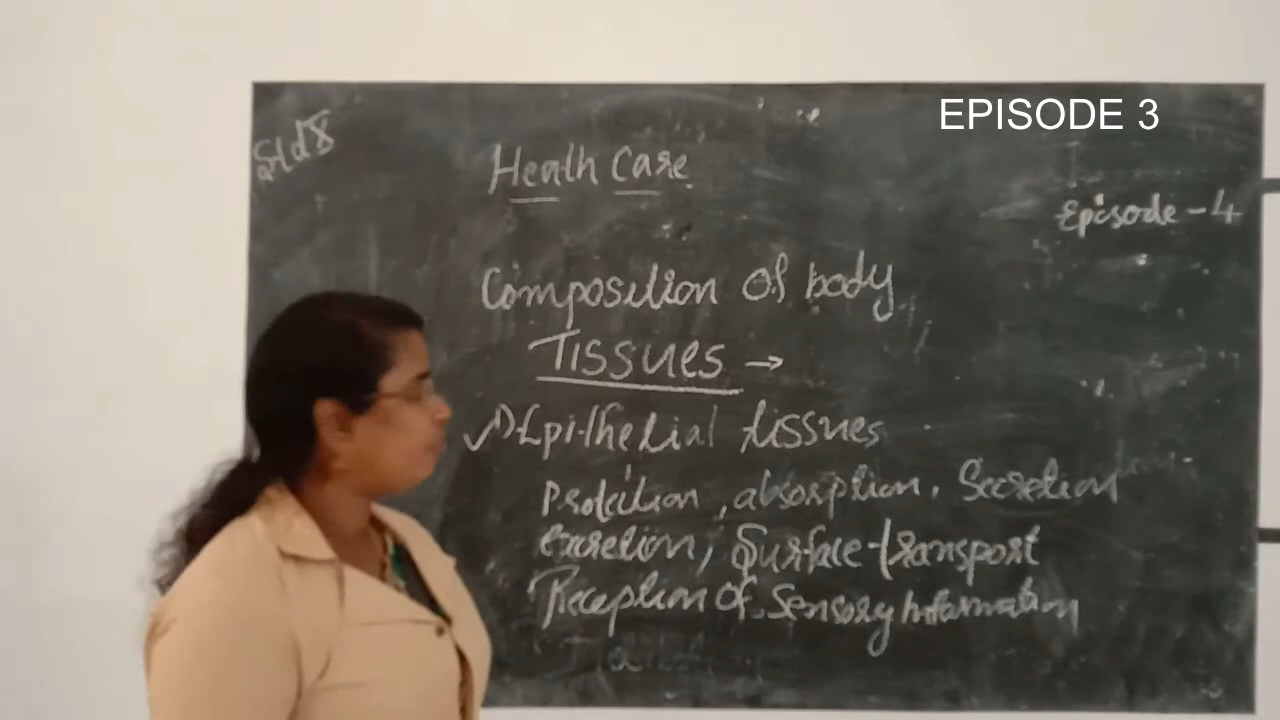 EPISODE 3
Std 8
Health Care
Episode - 4
Composition Of body
Tissues →
✓1) Epithelial tissues
Protection, absorption, Secretion
excretion, Surface transport
Reception Of Sensory Information